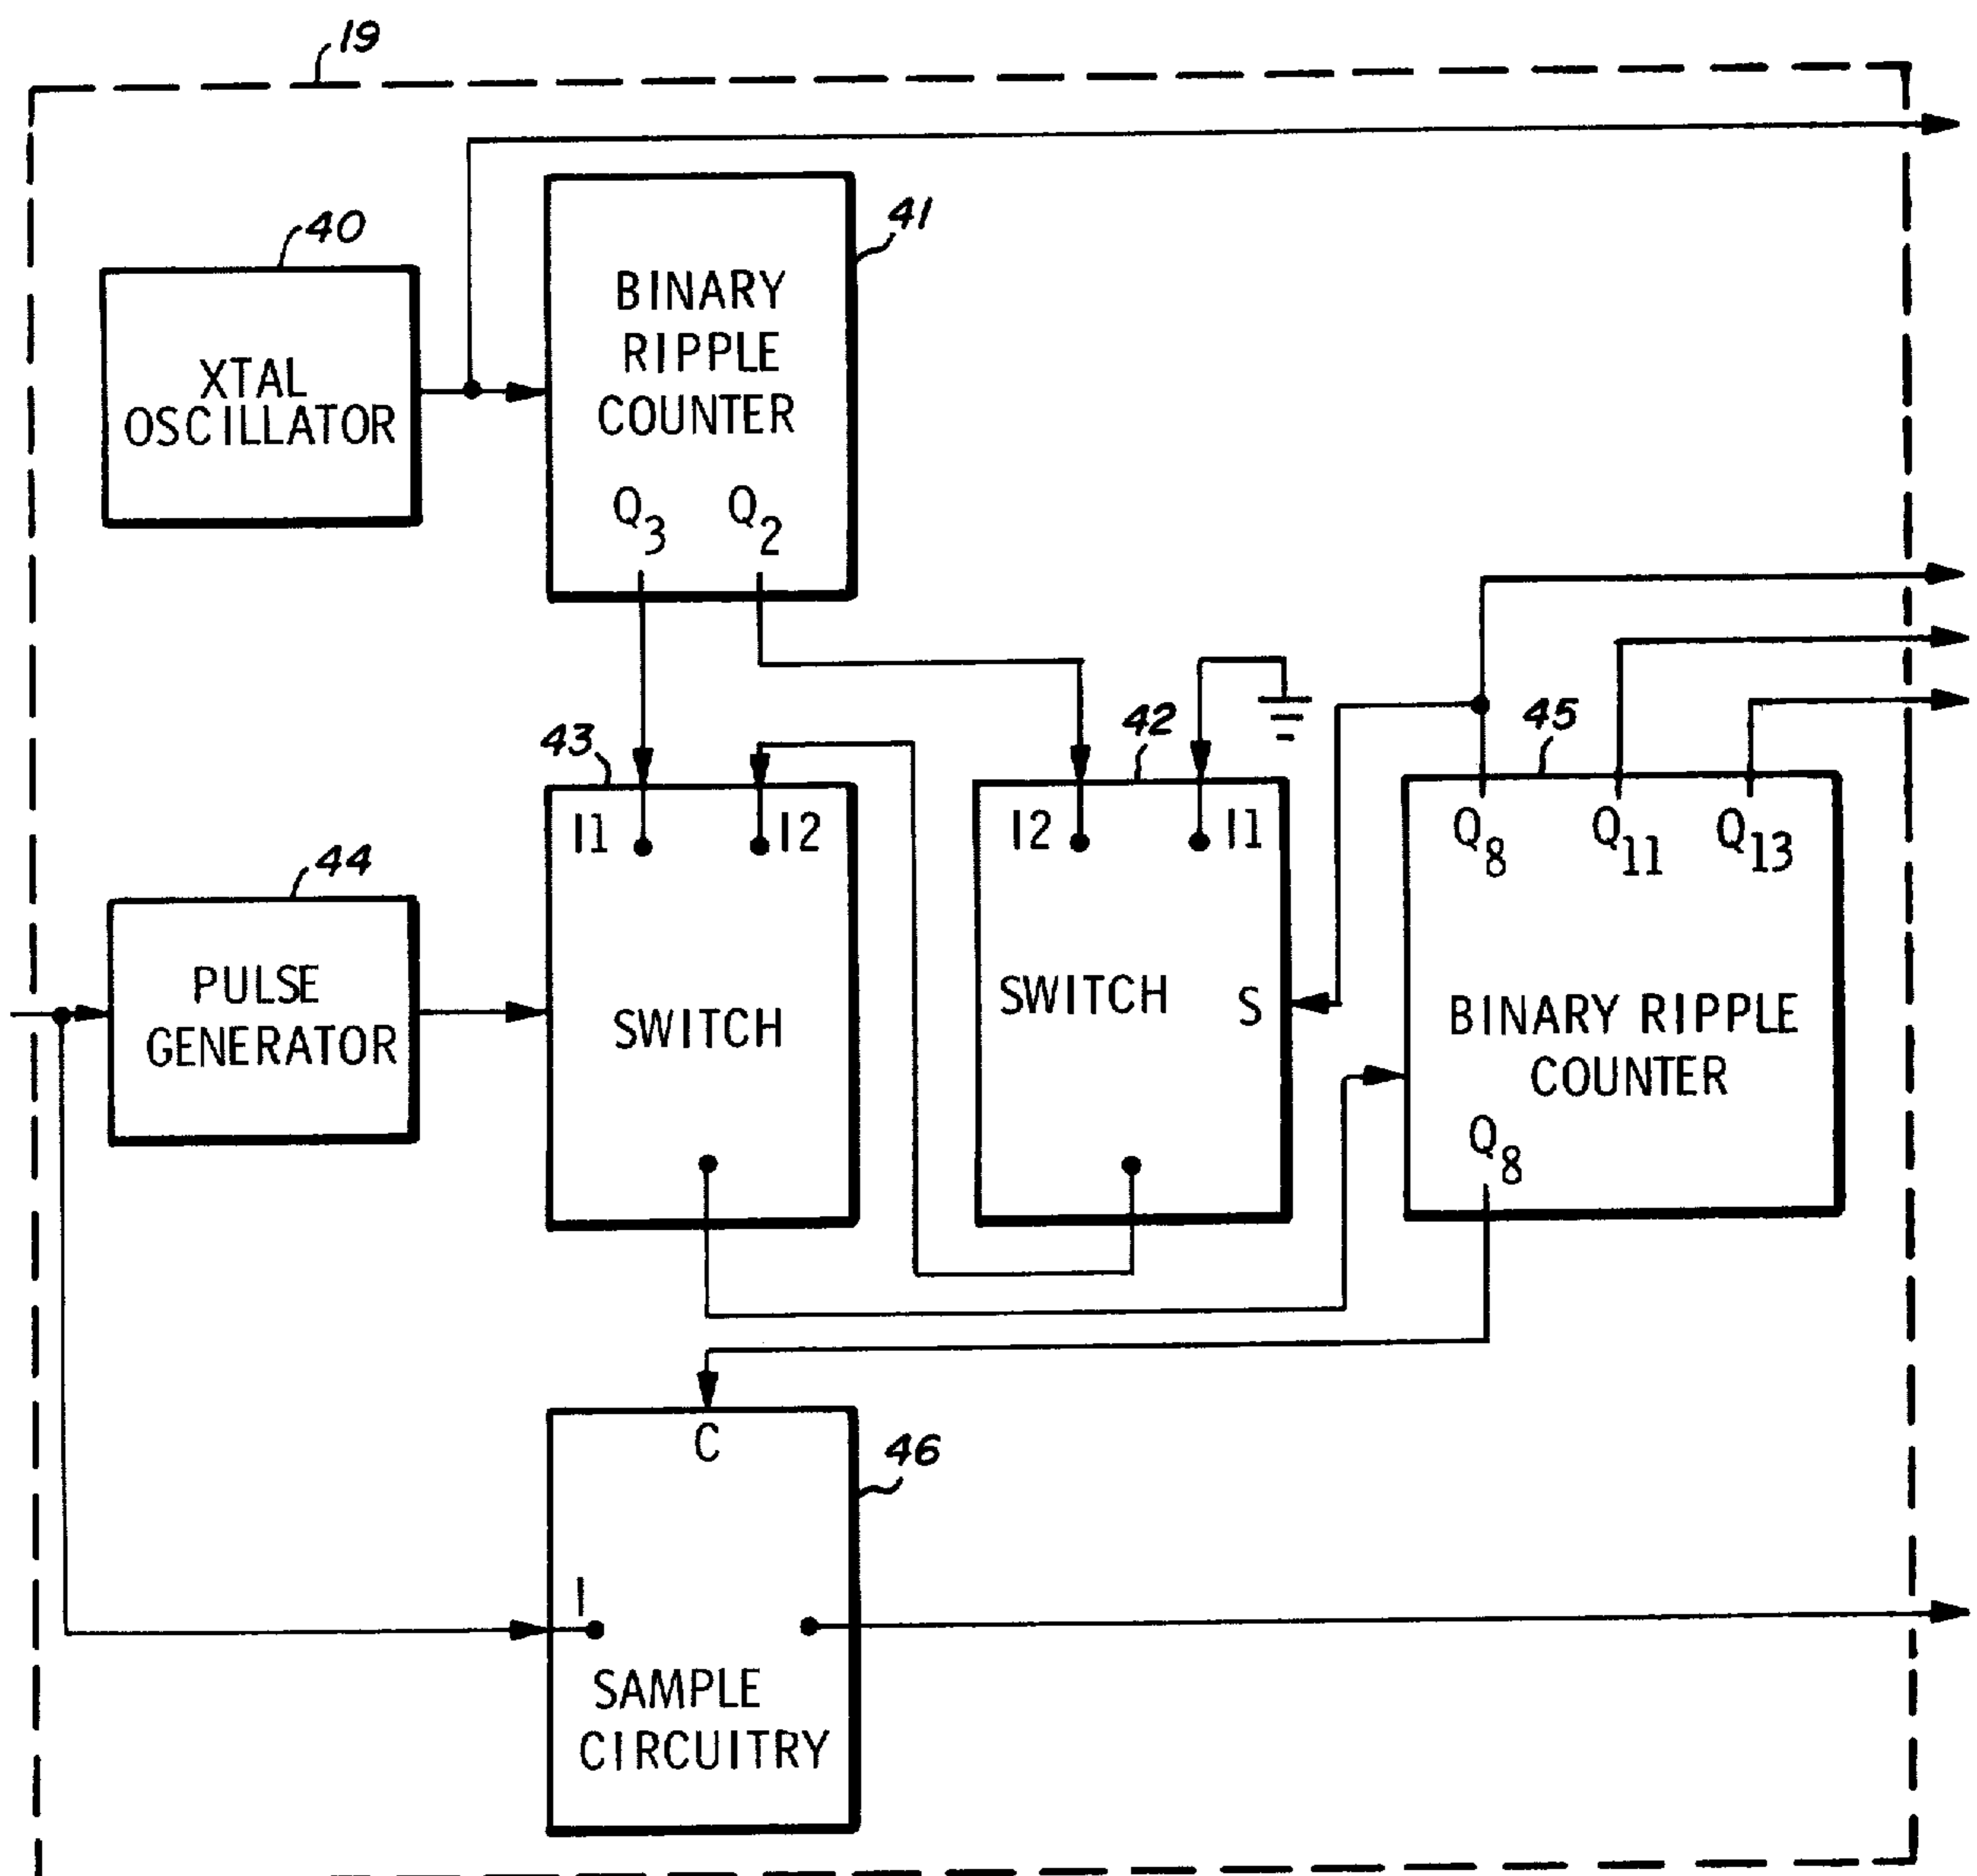 19
40
41
XTAL
OSCILLATOR
BINARY
RIPPLE
COUNTER
Q3 Q2
43
42
45
I1 I2
I2 I1
Q8 Q11 Q13
44
PULSE
GENERATOR
SWITCH
SWITCH S
BINARY RIPPLE
COUNTER
Q8
C
46
I
SAMPLE
CIRCUITRY